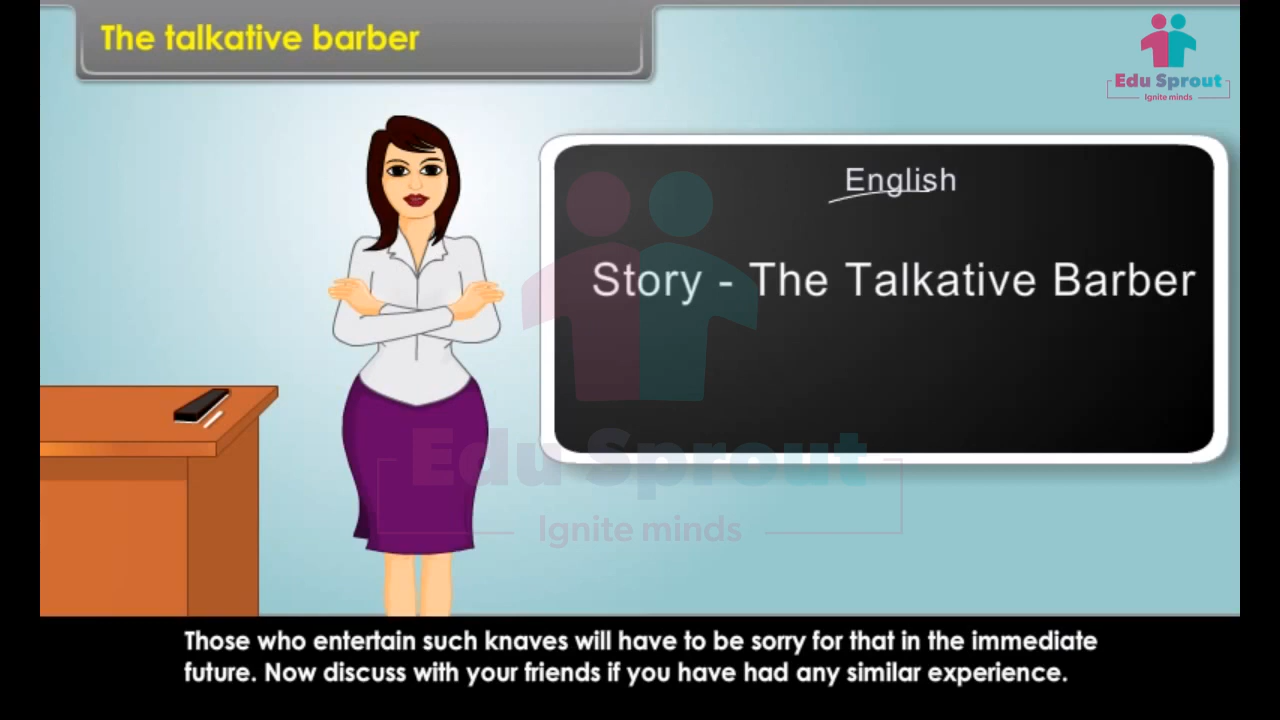 The talkative barber
Edu Sprout
Ignite minds
English
Story - The Talkative Barber
Edu Sprout
Ignite minds
Those who entertain such knaves will have to be sorry for that in the immediate
future. Now discuss with your friends if you have had any similar experience.